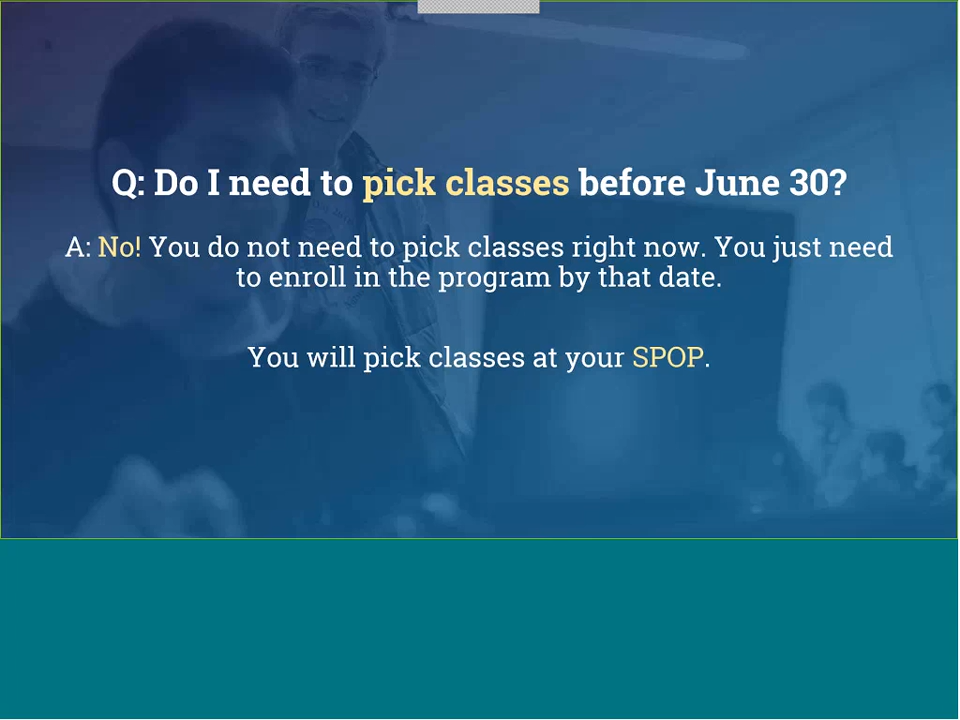 Q: Do I need to pick classes before June 30?
A: No! You do not need to pick classes right now. You just need
to enroll in the program by that date.
You will pick classes at your SPOP.